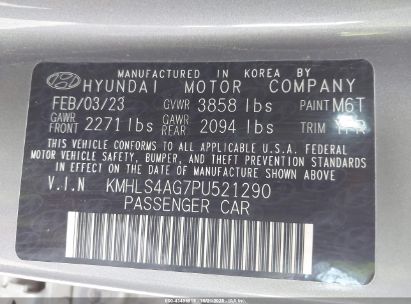 MANUFACTURED IN KOREA BY
HYUNDAI MOTOR COMPANY
FEB/03/23 GVWR 3858 lbs PAINT M6T
GAWR FRONT 2271 lbs GAWR REAR 2094 lbs TRIM YPR
THIS VEHICLE CONFORMS TO ALL APPLICABLE U.S.A FEDERAL
MOTOR VEHICLE SAFETY, BUMPER, AND THEFT PREVENTION STANDARDS
IN EFFECT ON THE DATE OF MANUFACTURE SHOWN ABOVE.
V.I.N KMHLS4AG7PU521290
PASSENGER CAR